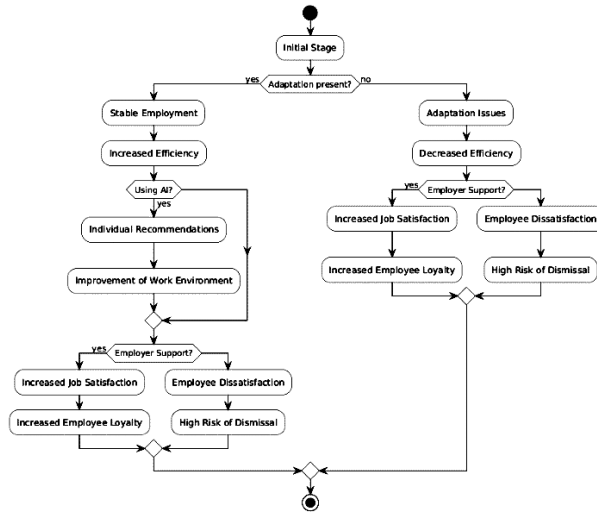 Initial Stage
yes
Adaptation present?
no
Stable Employment
Increased Efficiency
Using AI?
yes
Individual Recommendations
Improvement of Work Environment
yes
Employer Support?
Increased Job Satisfaction
Increased Employee Loyalty
Employee Dissatisfaction
High Risk of Dismissal
Adaptation Issues
Decreased Efficiency
yes
Employer Support?
Increased Job Satisfaction
Increased Employee Loyalty
Employee Dissatisfaction
High Risk of Dismissal